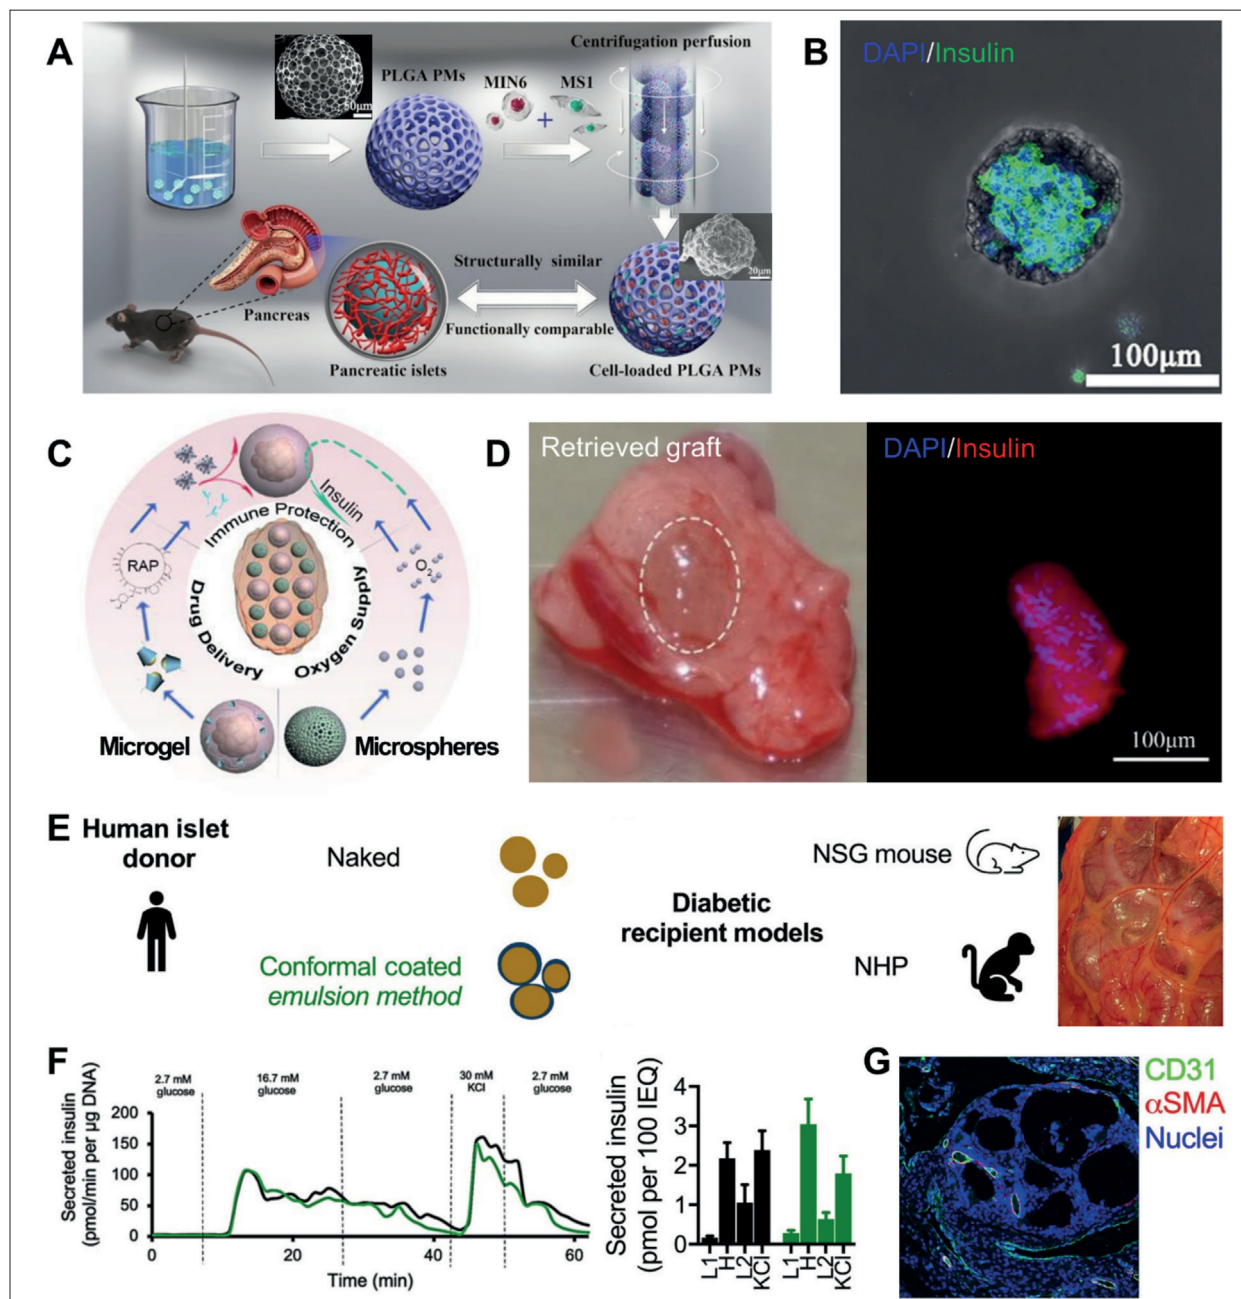 A
Centrifugation perfusion
PLGA PMs
50μm
MIN6
MS1
+
Structurally similar
20μm
Pancreas
Functionally comparable
Pancreatic islets
Cell-loaded PLGA PMs
B
DAPI/Insulin
100μm
C
Insulin
Immune Protection
RAP
O2
Drug Delivery
Oxygen Supply
Microgel
Microspheres
D
Retrieved graft
DAPI/Insulin
100μm
E
Human islet
donor
Naked
Conformal coated
emulsion method
Diabetic
recipient models
NSG mouse
NHP
F
2.7 mM
glucose
16.7 mM
glucose
2.7 mM
glucose
30 mM
KCl
2.7 mM
glucose
Secreted insulin
(pmol/min per μg DNA)
200
150
100
50
0
0
20
40
60
Time (min)
Secreted insulin
(pmol per 100 IEQ)
4
3
2
1
0
L1
H
L2
KCl
L1
H
L2
KCl
G
CD31
αSMA
Nuclei